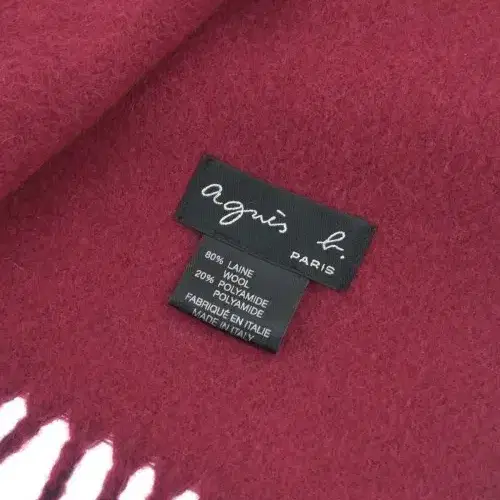 agnès b.
PARIS
80% LAINE
WOOL
20% POLYAMIDE
POLYAMIDE
FABRIQUÉ EN ITALIE
MADE IN ITALY